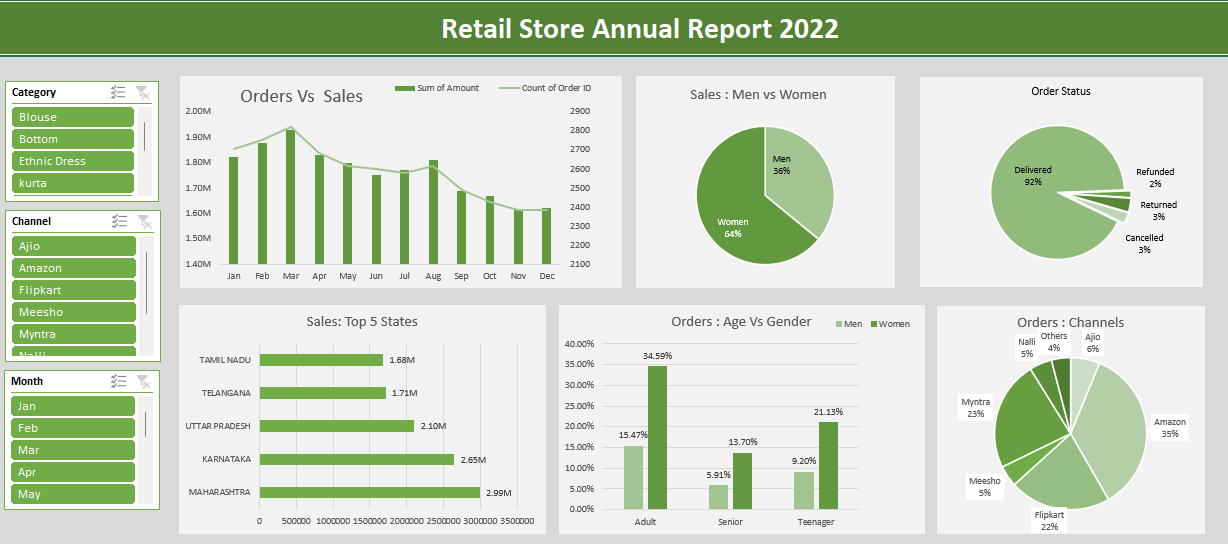 Retail Store Annual Report 2022
Category
Blouse
Bottom
Ethnic Dress
kurta
Channel
Ajio
Amazon
Flipkart
Meesho
Myntra
Nalli
Month
Jan
Feb
Mar
Apr
May
Orders Vs Sales
Sum of Amount
Count of Order ID
2.00M
1.90M
1.80M
1.70M
1.60M
1.50M
1.40M
2900
2800
2700
2600
2500
2400
2300
2200
2100
Jan Feb Mar Apr May Jun Jul Aug Sep Oct Nov Dec
Sales : Men vs Women
Men
36%
Women
64%
Order Status
Delivered
92%
Refunded
2%
Returned
3%
Cancelled
3%
Sales: Top 5 States
TAMIL NADU 1.68M
TELANGANA 1.71M
UTTAR PRADESH 2.10M
KARNATAKA 2.65M
MAHARASHTRA 2.99M
0 500000 1000000 1500000 2000000 2500000 3000000 3500000
Orders : Age Vs Gender
Men Women
40.00%
35.00%
30.00%
25.00%
20.00%
15.00%
10.00%
5.00%
0.00%
15.47% 34.59%
5.91% 13.70%
9.20% 21.13%
Adult Senior Teenager
Orders : Channels
Ajio
6%
Amazon
35%
Flipkart
22%
Meesho
5%
Myntra
23%
Nalli
5%
Others
4%